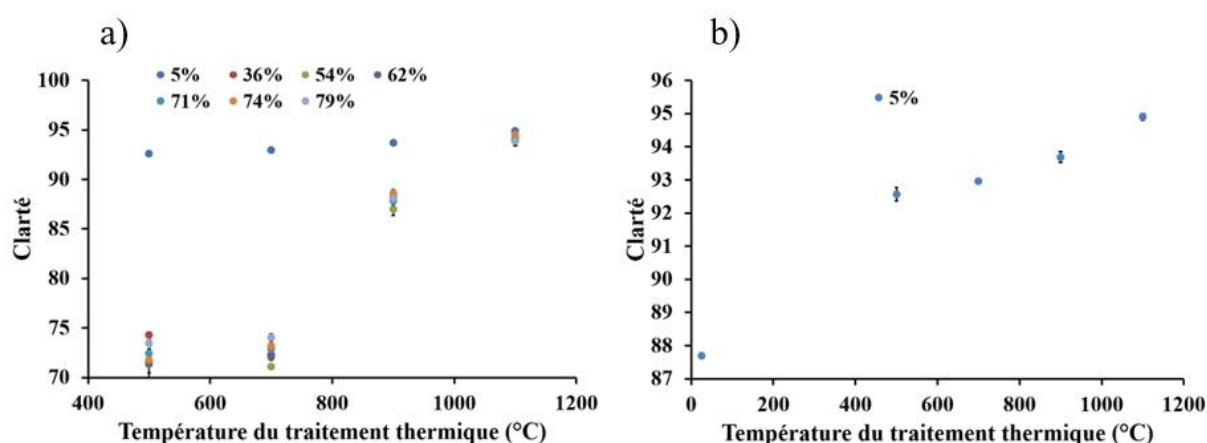 a)
5% 36% 54% 62%
71% 74% 79%
100
95
90
85
80
75
70
Clarté
400 600 800 1000 1200
Température du traitement thermique (°C)
b)
5%
96
95
94
93
92
91
90
89
88
87
Clarté
0 200 400 600 800 1000 1200
Température du traitement thermique (°C)